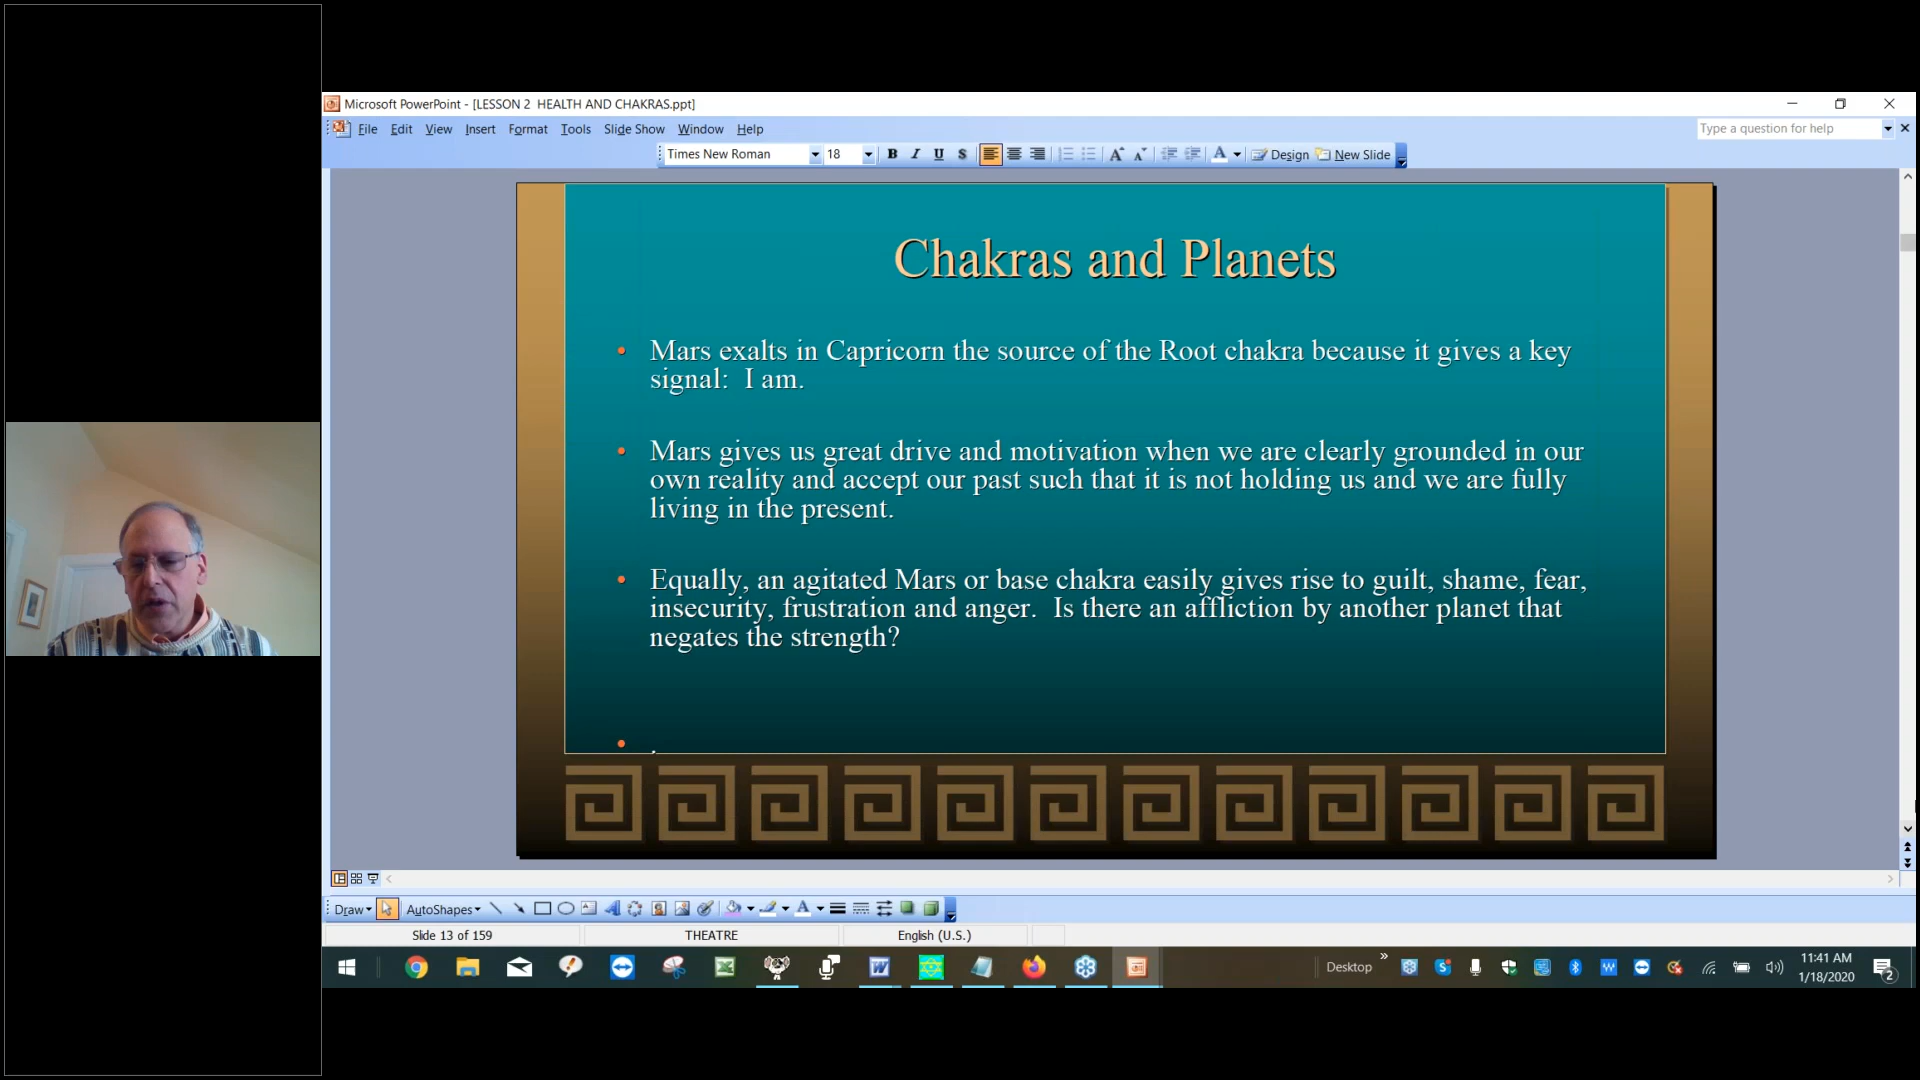 Microsoft PowerPoint - [LESSON 2  HEALTH AND CHAKRAS.ppt]
File Edit View Insert Format Tools Slide Show Window Help
Type a question for help
Times New Roman 18 B I U S A A A Design New Slide
Chakras and Planets
• Mars exalts in Capricorn the source of the Root chakra because it gives a key
signal:  I am.
• Mars gives us great drive and motivation when we are clearly grounded in our
own reality and accept our past such that it is not holding us and we are fully
living in the present.
• Equally, an agitated Mars or base chakra easily gives rise to guilt, shame, fear,
insecurity, frustration and anger.  Is there an affliction by another planet that
negates the strength?
• .
Draw AutoShapes A
Slide 13 of 159 THEATRE English (U.S.)
Desktop
11:41 AM
1/18/2020
2